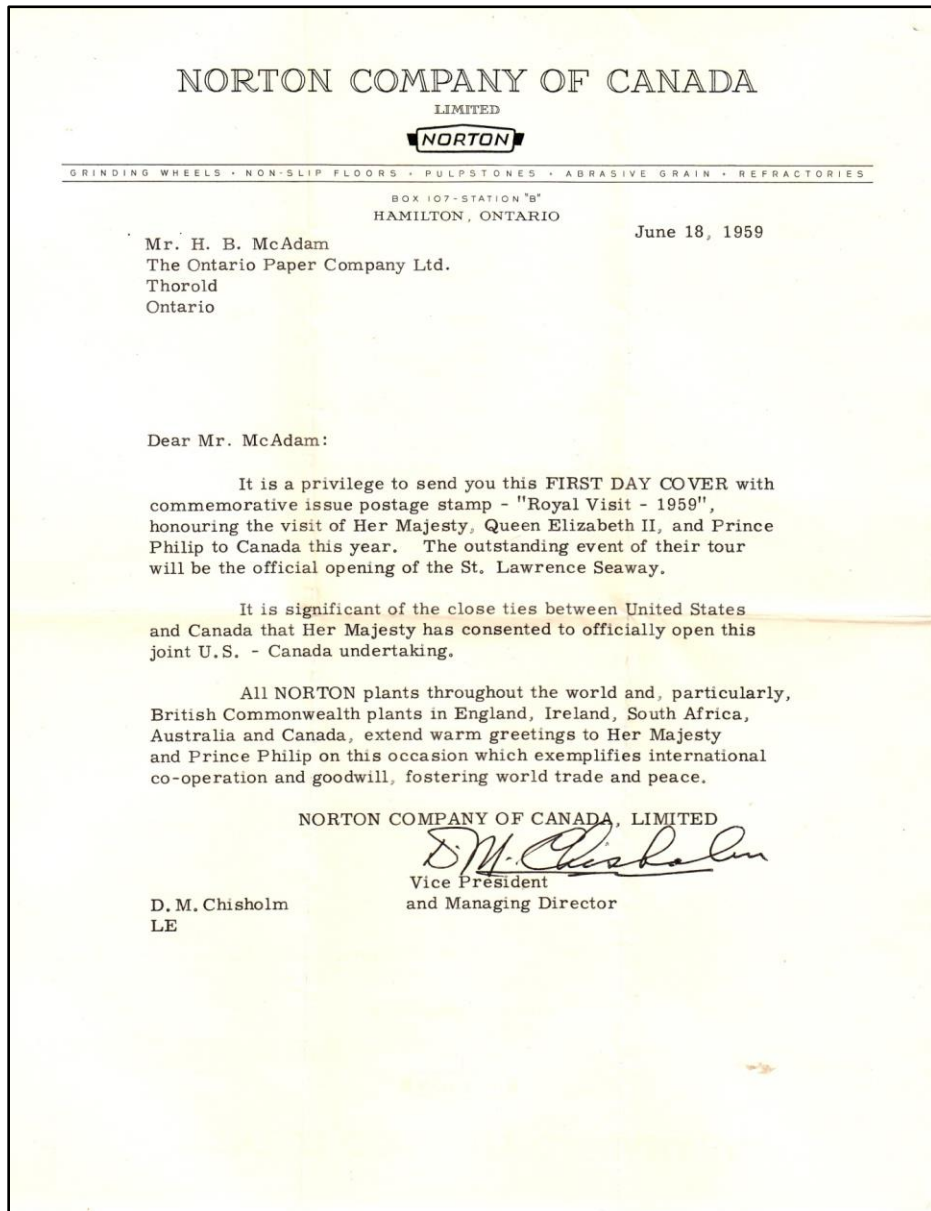 NORTON COMPANY OF CANADA
LIMITED
NORTON
GRINDING WHEELS · NON-SLIP FLOORS · PULPSTONES · ABRASIVE GRAIN · REFRACTORIES
BOX 107-STATION "B"
HAMILTON, ONTARIO
June 18, 1959
Mr. H. B. McAdam
The Ontario Paper Company Ltd.
Thorold
Ontario
Dear Mr. McAdam:
It is a privilege to send you this FIRST DAY COVER with
commemorative issue postage stamp - "Royal Visit - 1959",
honouring the visit of Her Majesty, Queen Elizabeth II, and Prince
Philip to Canada this year. The outstanding event of their tour
will be the official opening of the St. Lawrence Seaway.
It is significant of the close ties between United States
and Canada that Her Majesty has consented to officially open this
joint U.S. - Canada undertaking.
All NORTON plants throughout the world and, particularly,
British Commonwealth plants in England, Ireland, South Africa,
Australia and Canada, extend warm greetings to Her Majesty
and Prince Philip on this occasion which exemplifies international
co-operation and goodwill, fostering world trade and peace.
NORTON COMPANY OF CANADA, LIMITED
D. M. Chisholm
Vice President
and Managing Director
D. M. Chisholm
LE